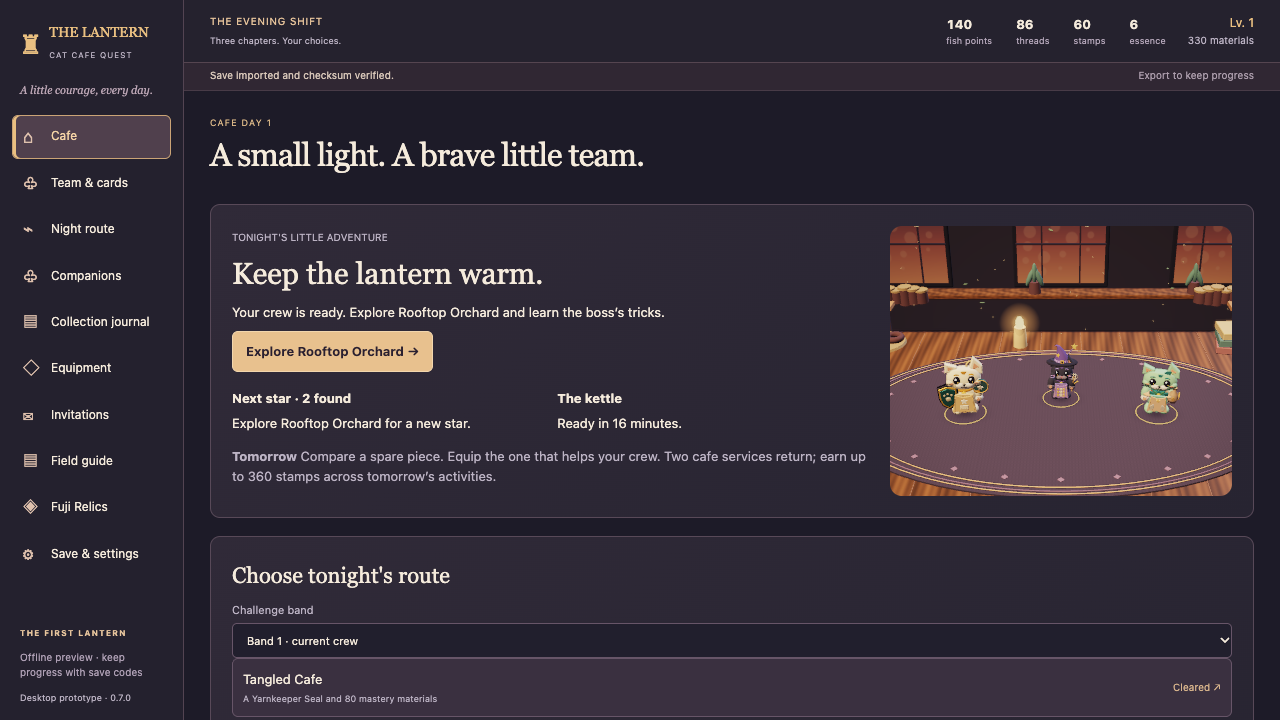 THE LANTERN
CAT CAFE QUEST
A little courage, every day.
Cafe
Team & cards
Night route
Companions
Collection journal
Equipment
Invitations
Field guide
Fuji Relics
Save & settings
THE FIRST LANTERN
Offline preview · keep
progress with save codes
Desktop prototype · 0.7.0
THE EVENING SHIFT
Three chapters. Your choices.
140
fish points
86
threads
60
stamps
6
essence
Lv. 1
330 materials
Save imported and checksum verified.
Export to keep progress
CAFE DAY 1
A small light. A brave little team.
TONIGHT'S LITTLE ADVENTURE
Keep the lantern warm.
Your crew is ready. Explore Rooftop Orchard and learn the boss’s tricks.
Explore Rooftop Orchard →
Next star · 2 found
Explore Rooftop Orchard for a new star.
The kettle
Ready in 16 minutes.
Tomorrow Compare a spare piece. Equip the one that helps your crew. Two cafe services return; earn up
to 360 stamps across tomorrow’s activities.
Choose tonight's route
Challenge band
Band 1 · current crew
Tangled Cafe
A Yarnkeeper Seal and 80 mastery materials
Cleared ↗